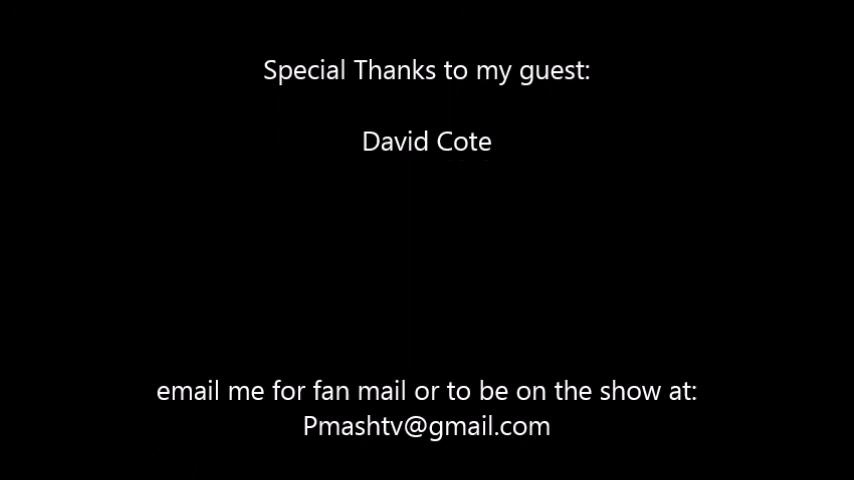 Special Thanks to my guest:
David Cote
email me for fan mail or to be on the show at:
Pmashtv@gmail.com